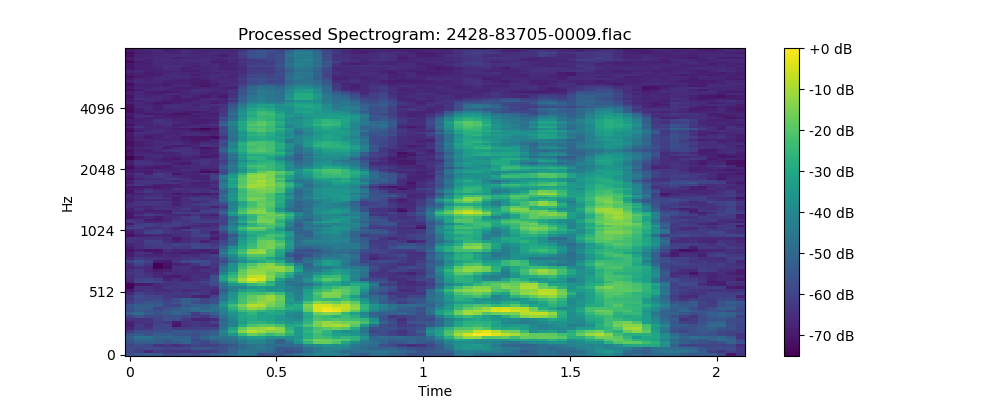 Processed Spectrogram: 2428-83705-0009.flac
+0 dB
-10 dB
-20 dB
-30 dB
-40 dB
-50 dB
-60 dB
-70 dB
Hz
4096
2048
1024
512
0
0 0.5 1 1.5 2
Time